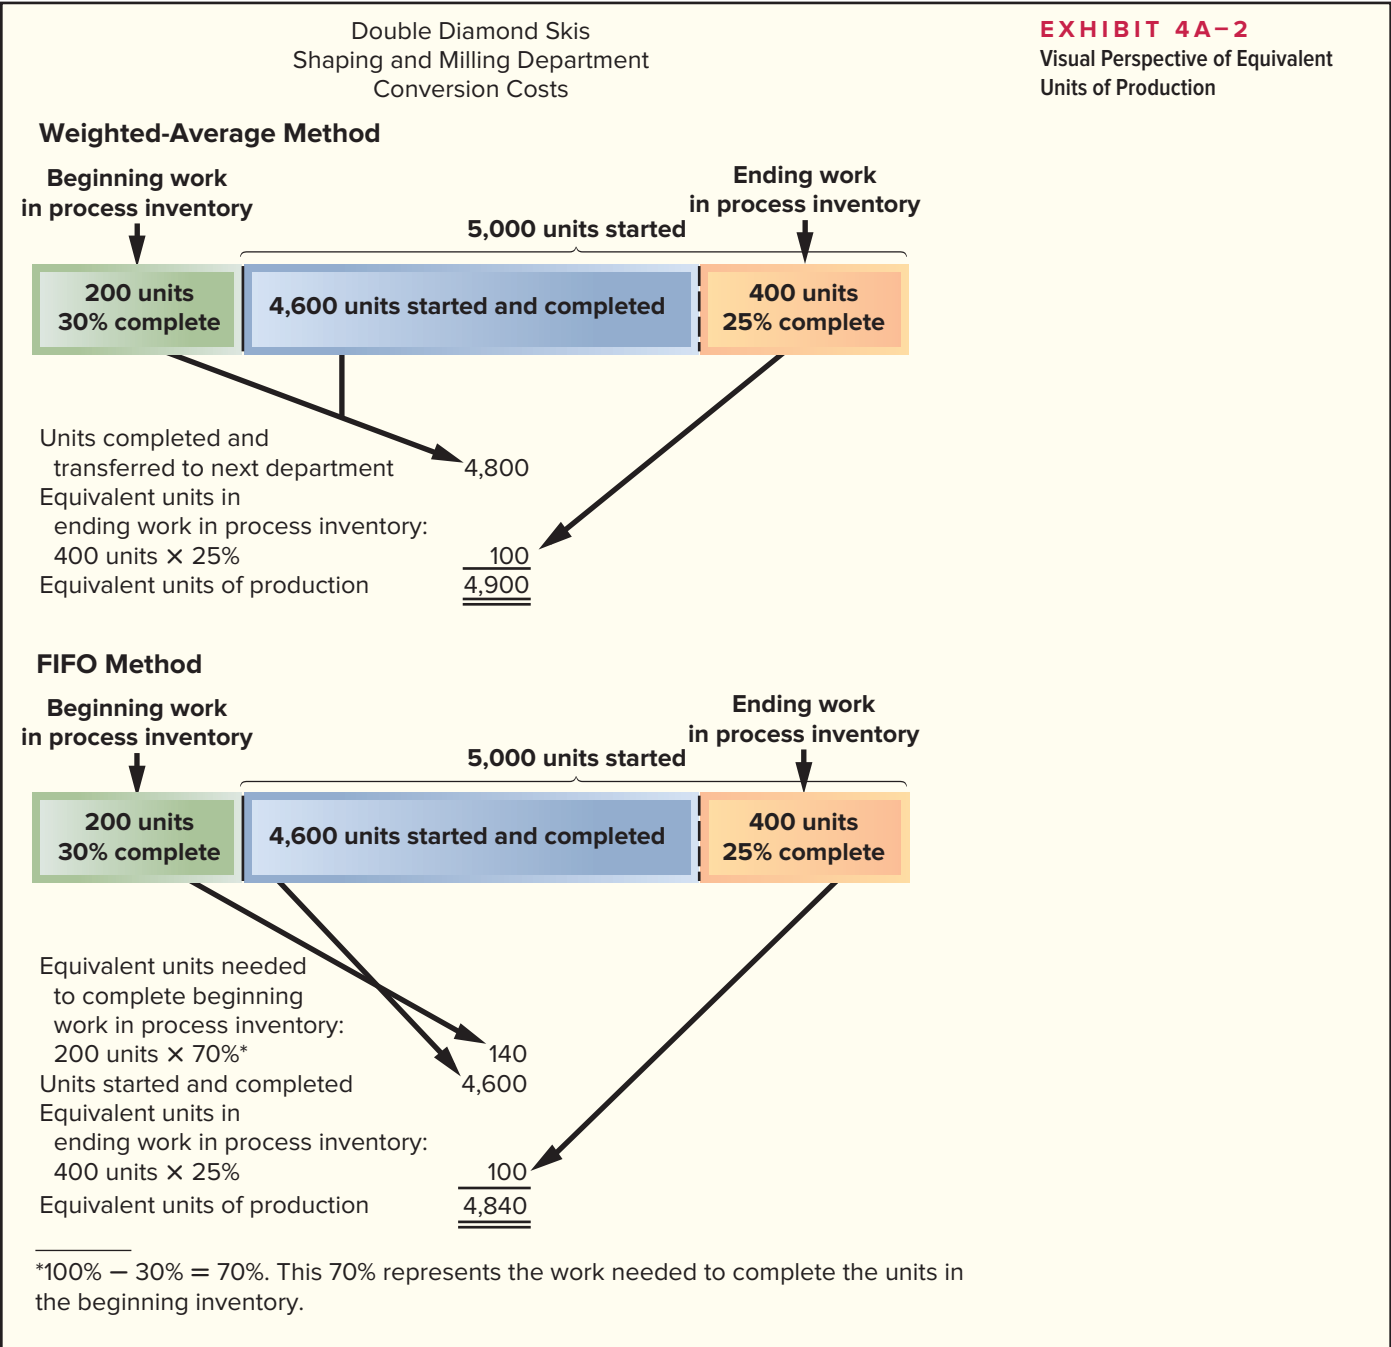 Double Diamond Skis
Shaping and Milling Department
Conversion Costs
EXHIBIT 4A–2
Visual Perspective of Equivalent
Units of Production
Weighted-Average Method
Beginning work
in process inventory
5,000 units started
Ending work
in process inventory
200 units
30% complete
4,600 units started and completed
400 units
25% complete
Units completed and
transferred to next department 4,800
Equivalent units in
ending work in process inventory:
400 units × 25% 100
Equivalent units of production 4,900
FIFO Method
Beginning work
in process inventory
5,000 units started
Ending work
in process inventory
200 units
30% complete
4,600 units started and completed
400 units
25% complete
Equivalent units needed
to complete beginning
work in process inventory:
200 units × 70%* 140
Units started and completed 4,600
Equivalent units in
ending work in process inventory:
400 units × 25% 100
Equivalent units of production 4,840
*100% − 30% = 70%. This 70% represents the work needed to complete the units in
the beginning inventory.